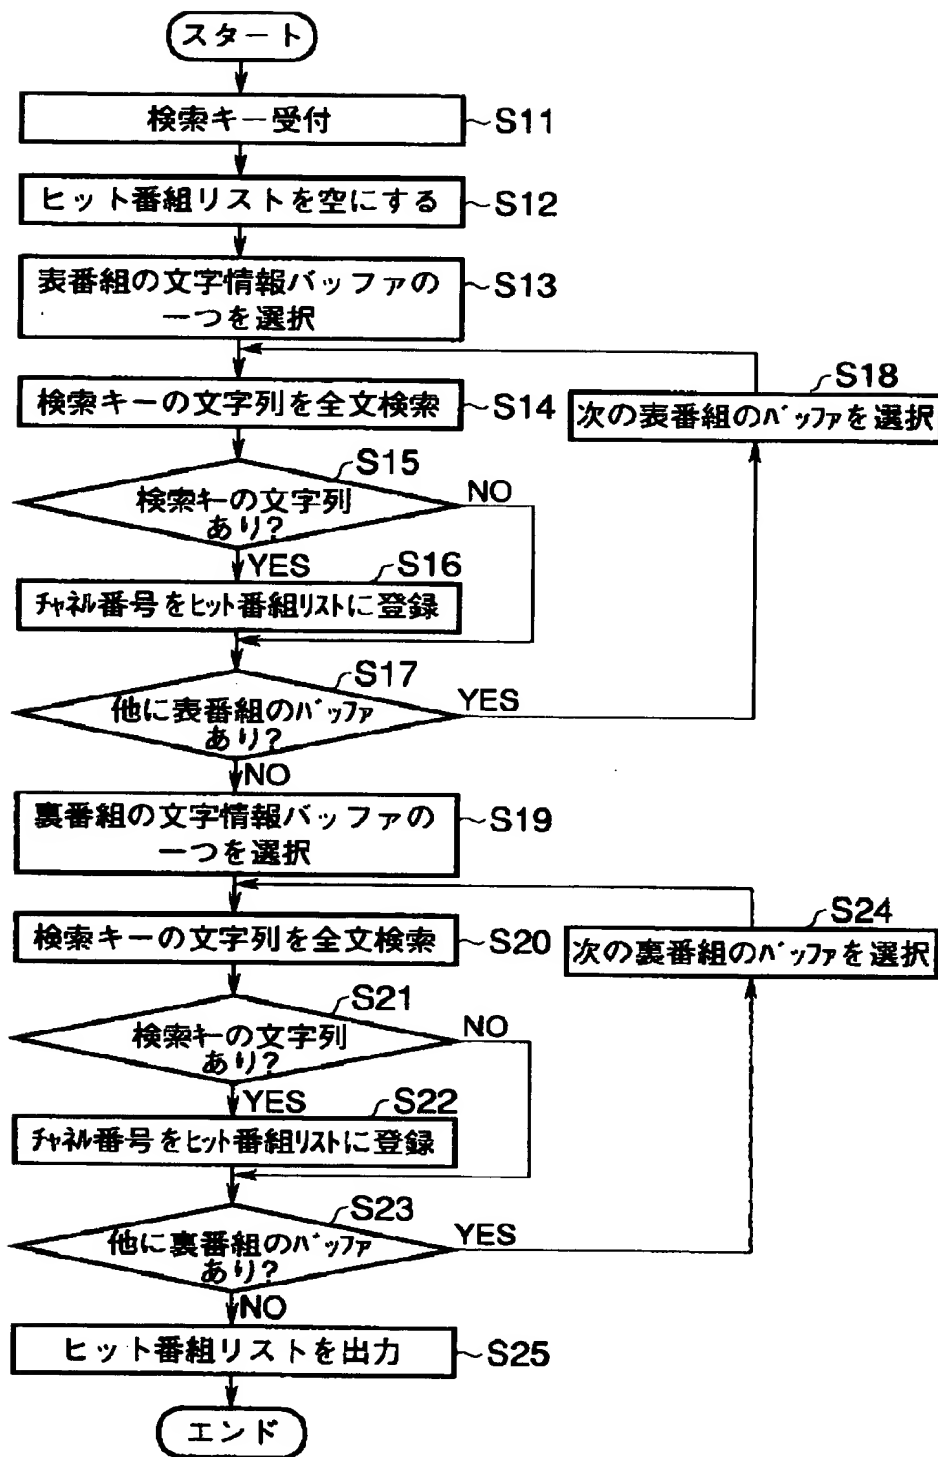 スタート
検索キー受付
S11
ヒット番組リストを空にする
S12
表番組の文字情報バッファの
一つを選択
S13
検索キーの文字列を全文検索
S14
S18
次の表番組のバッファを選択
S15
検索キーの文字列
あり?
NO
YES
S16
チャネル番号をヒット番組リストに登録
S17
他に表番組のバッファ
あり?
YES
NO
裏番組の文字情報バッファの
一つを選択
S19
検索キーの文字列を全文検索
S20
S24
次の裏番組のバッファを選択
S21
検索キーの文字列
あり?
NO
YES
S22
チャネル番号をヒット番組リストに登録
S23
他に裏番組のバッファ
あり?
YES
NO
ヒット番組リストを出力
S25
エンド